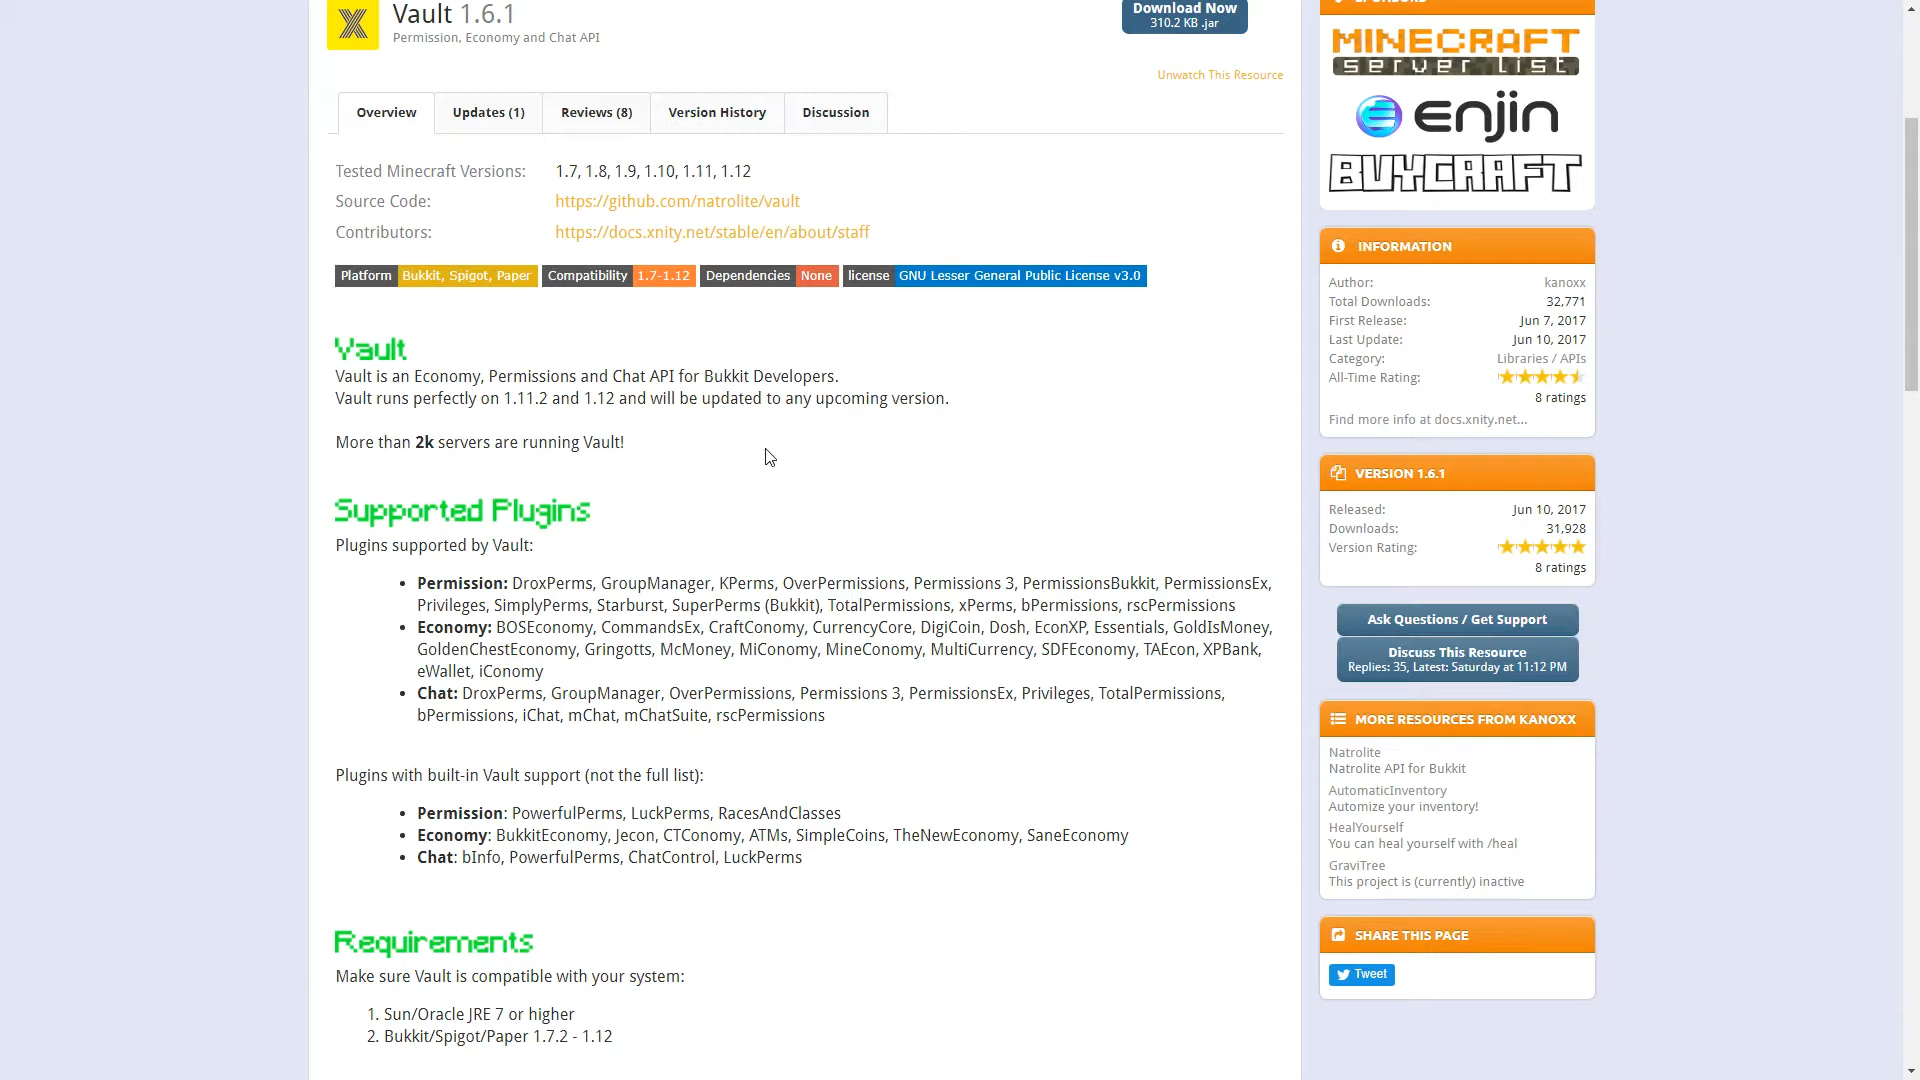 Vault 1.6.1
Permission, Economy and Chat API
Download Now
310.2 KB .jar
Unwatch This Resource
Overview
Updates (1)
Reviews (8)
Version History
Discussion
Tested Minecraft Versions: 1.7, 1.8, 1.9, 1.10, 1.11, 1.12
Source Code: https://github.com/natrolite/vault
Contributors: https://docs.xnity.net/stable/en/about/staff
Platform Bukkit, Spigot, Paper Compatibility 1.7-1.12 Dependencies None license GNU Lesser General Public License v3.0
Vault
Vault is an Economy, Permissions and Chat API for Bukkit Developers.
Vault runs perfectly on 1.11.2 and 1.12 and will be updated to any upcoming version.
More than 2k servers are running Vault!
Supported Plugins
Plugins supported by Vault:
• Permission: DroxPerms, GroupManager, KPerms, OverPermissions, Permissions 3, PermissionsBukkit, PermissionsEx,
Privileges, SimplyPerms, Starburst, SuperPerms (Bukkit), TotalPermissions, xPerms, bPermissions, rscPermissions
• Economy: BOSEconomy, CommandsEx, CraftConomy, CurrencyCore, DigiCoin, Dosh, EconXP, Essentials, GoldIsMoney,
GoldenChestEconomy, Gringotts, McMoney, MiConomy, MineConomy, MultiCurrency, SDFEconomy, TAEcon, XPBank,
eWallet, iConomy
• Chat: DroxPerms, GroupManager, OverPermissions, Permissions 3, PermissionsEx, Privileges, TotalPermissions,
bPermissions, iChat, mChat, mChatSuite, rscPermissions
Plugins with built-in Vault support (not the full list):
• Permission: PowerfulPerms, LuckPerms, RacesAndClasses
• Economy: BukkitEconomy, Jecon, CTConomy, ATMs, SimpleCoins, TheNewEconomy, SaneEconomy
• Chat: bInfo, PowerfulPerms, ChatControl, LuckPerms
Requirements
Make sure Vault is compatible with your system:
1. Sun/Oracle JRE 7 or higher
2. Bukkit/Spigot/Paper 1.7.2 - 1.12
MINECRAFT
server list
enjin
BUYCRAFT
INFORMATION
Author: kanoxx
Total Downloads: 32,771
First Release: Jun 7, 2017
Last Update: Jun 10, 2017
Category: Libraries / APIs
All-Time Rating:
8 ratings
Find more info at docs.xnity.net...
VERSION 1.6.1
Released: Jun 10, 2017
Downloads: 31,928
Version Rating:
8 ratings
Ask Questions / Get Support
Discuss This Resource
Replies: 35, Latest: Saturday at 11:12 PM
MORE RESOURCES FROM KANOXX
Natrolite
Natrolite API for Bukkit
AutomaticInventory
Automize your inventory!
HealYourself
You can heal yourself with /heal
GraviTree
This project is (currently) inactive
SHARE THIS PAGE
Tweet